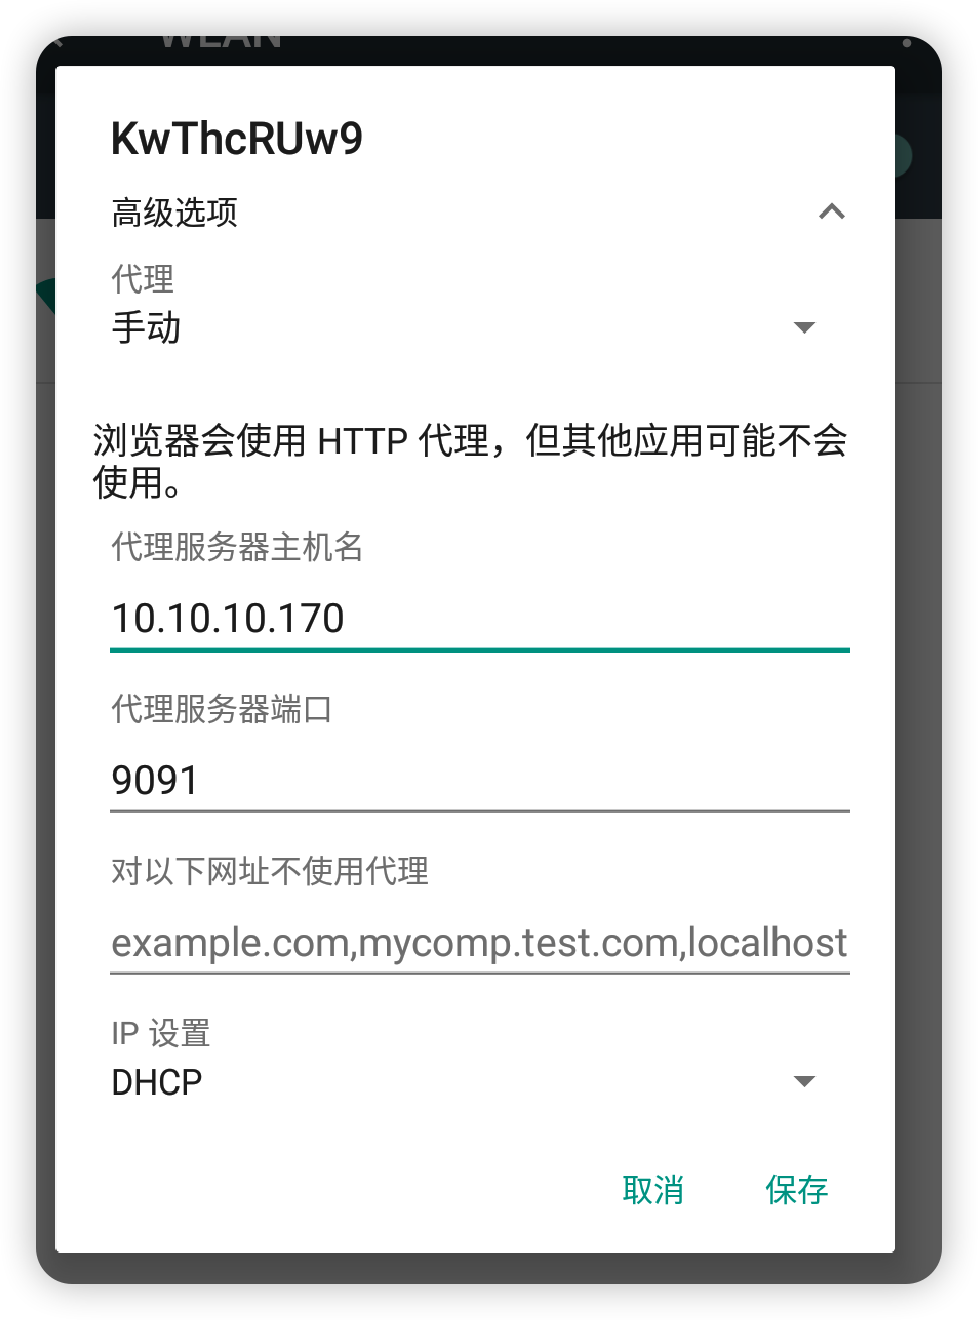 WLAN
KwThcRUw9
高级选项
代理
手动
浏览器会使用 HTTP 代理，但其他应用可能不会
使用。
代理服务器主机名
10.10.10.170
代理服务器端口
9091
对以下网址不使用代理
example.com,mycomp.test.com,localhost
IP 设置
DHCP
取消 保存